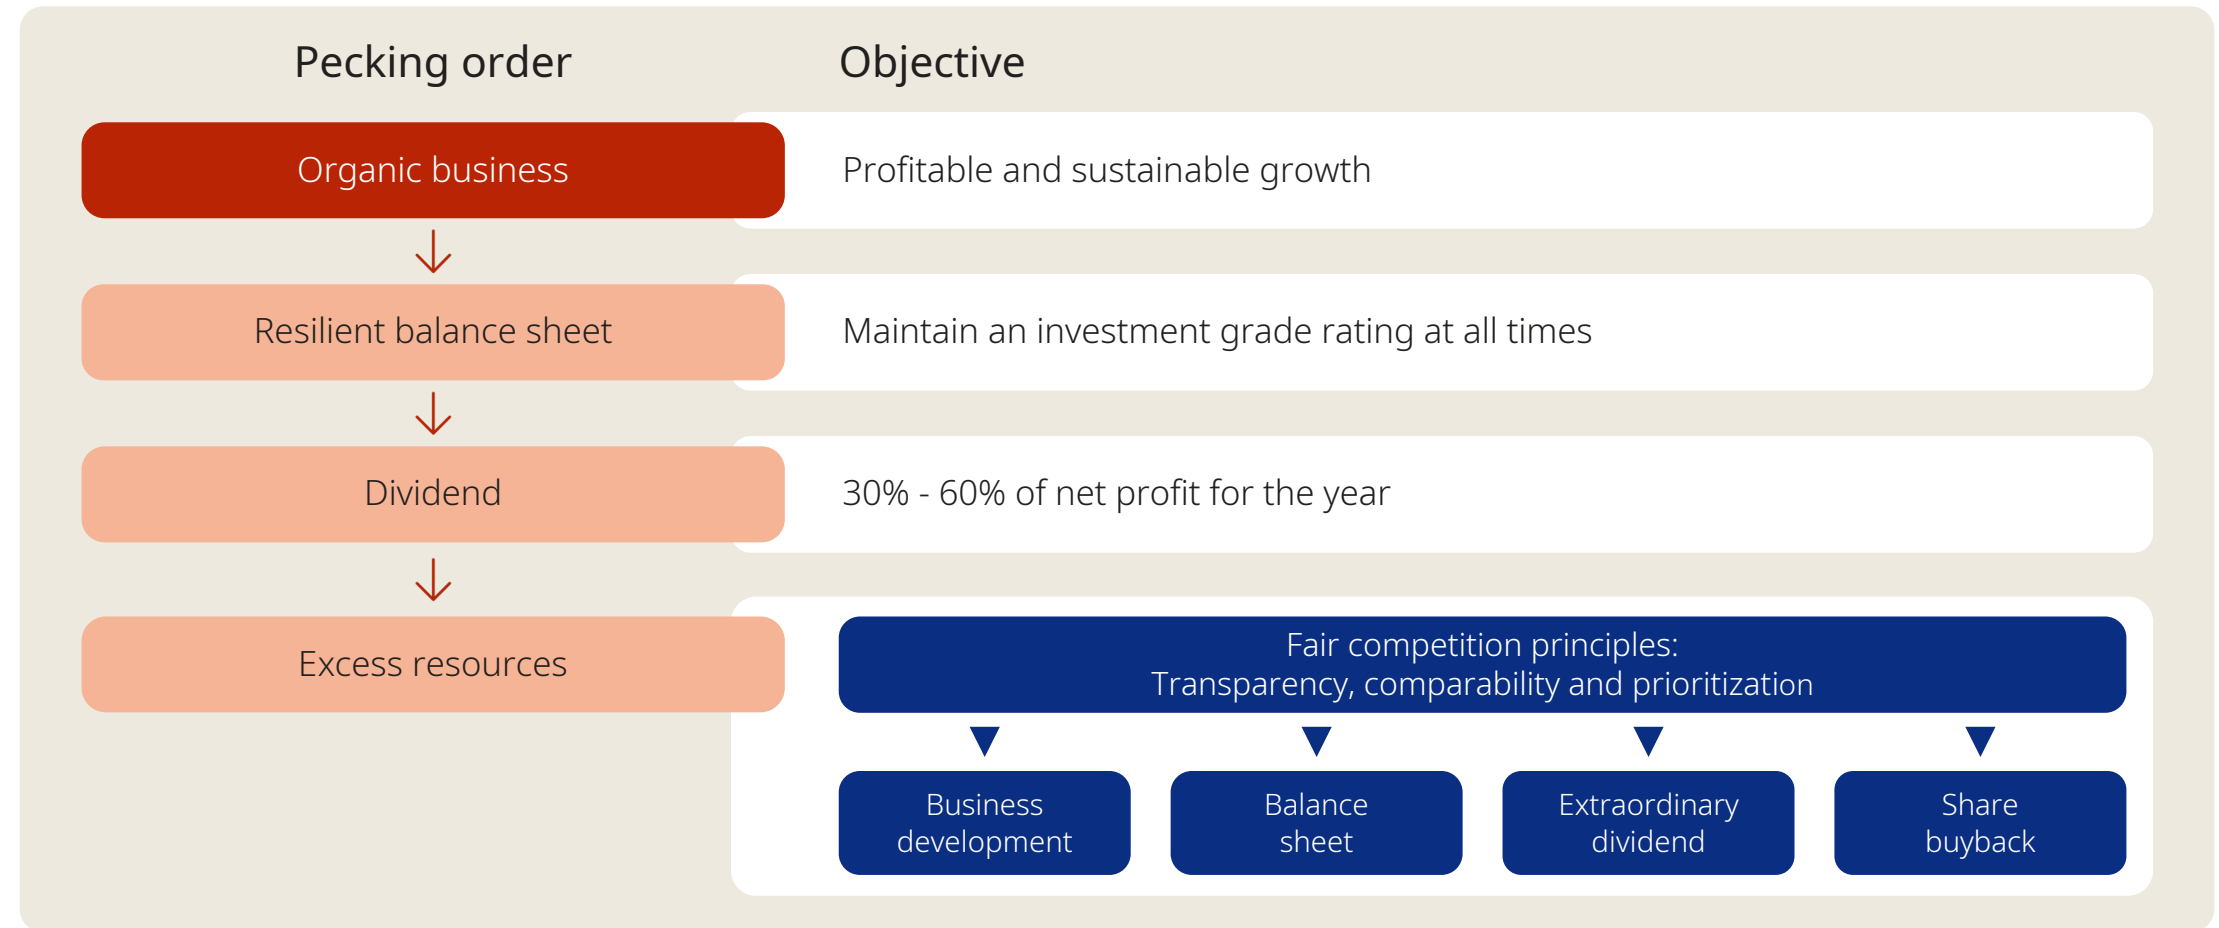 Pecking order
Objective
Organic business
Profitable and sustainable growth
Resilient balance sheet
Maintain an investment grade rating at all times
Dividend
30% - 60% of net profit for the year
Excess resources
Fair competition principles:
Transparency, comparability and prioritization
Business
development
Balance
sheet
Extraordinary
dividend
Share
buyback